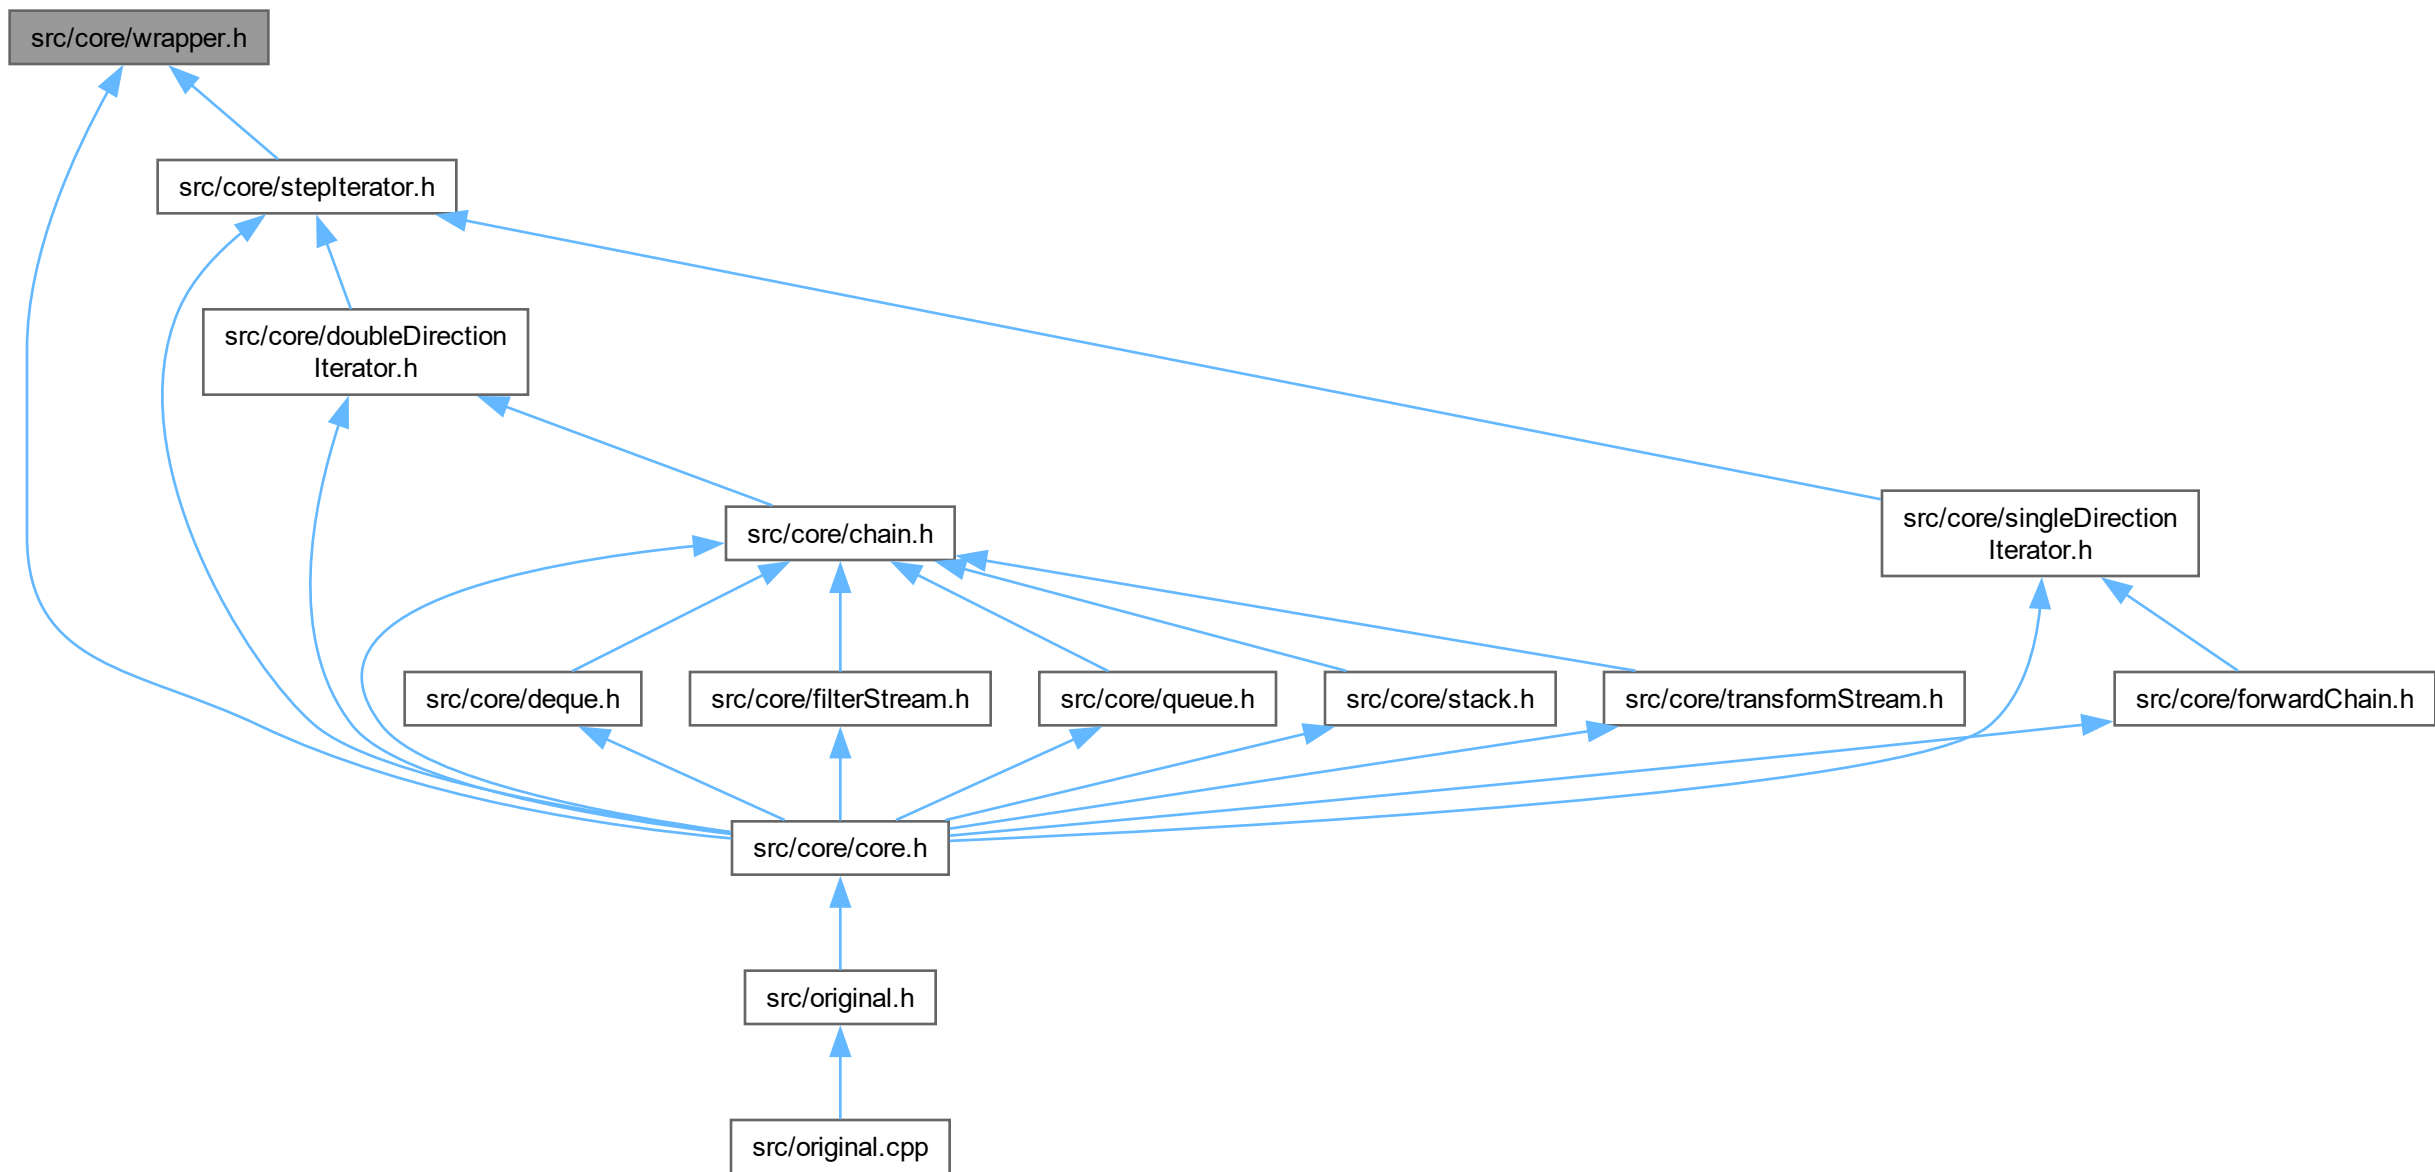 src/core/wrapper.h
src/core/stepIterator.h
src/core/doubleDirection
Iterator.h
src/core/chain.h
src/core/singleDirection
Iterator.h
src/core/deque.h
src/core/filterStream.h
src/core/queue.h
src/core/stack.h
src/core/transformStream.h
src/core/forwardChain.h
src/core/core.h
src/original.h
src/original.cpp